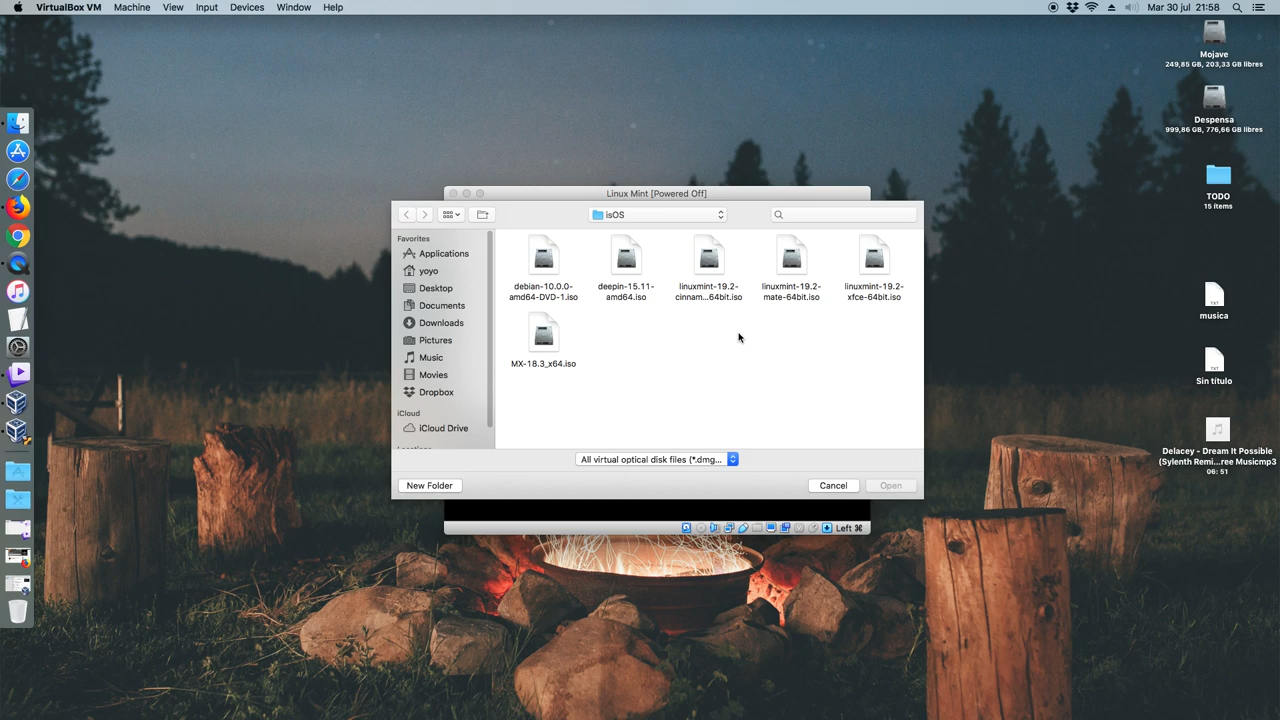 VirtualBox VM Machine View Input Devices Window Help
Mar 30 jul 21:58
Mojave
249,85 GB, 203,33 GB libres
Despensa
999,86 GB, 776,66 GB libres
TODO
15 ítems
musica
Sin título
Delacey - Dream It Possible
(Sylenth Remi...ree Musicmp3
06: 51
Linux Mint [Powered Off]
isOS
Favorites
Applications
yoyo
Desktop
Documents
Downloads
Pictures
Music
Movies
Dropbox
iCloud
iCloud Drive
debian-10.0.0-
amd64-DVD-1.iso
deepin-15.11-
amd64.iso
linuxmint-19.2-
cinnam...64bit.iso
linuxmint-19.2-
mate-64bit.iso
linuxmint-19.2-
xfce-64bit.iso
MX-18.3_x64.iso
All virtual optical disk files (*.dmg...
New Folder
Cancel
Open
Left ⌘